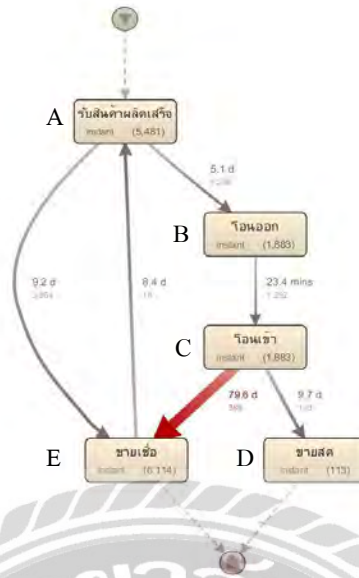 A
รับสินค้าผลิตเสร็จ
instant (5,481)
5.1 d
B
โอนออก
instant (1,883)
9.2 d
8.4 d
23.4 mins
C
โอนเข้า
instant (1,883)
79.6 d
9.7 d
E
ขายเชื่อ
instant (6,114)
D
ขายสด
instant (113)